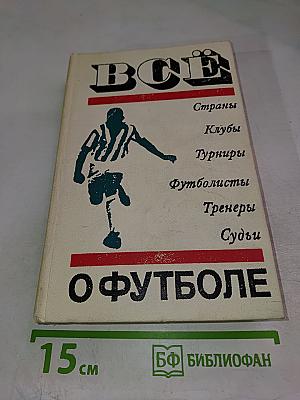 ВСЁ
Страны
Клубы
Турниры
Футболисты
Тренеры
Судьи
О ФУТБОЛЕ
15 см
БФ БИБЛИОФАН